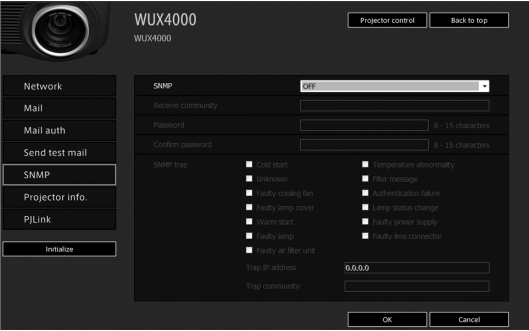 WUX4000
WUX4000
Projector control
Back to top
Network
Mail
Mail auth
Send test mail
SNMP
Projector info.
PJLink
Initialize
SNMP OFF
Receive community
Password 8 - 15 characters
Confirm password 8 - 15 characters
SNMP trap Cold start Temperature abnormality
Unknown Filter message
Faulty cooling fan Authentication failure
Faulty lamp cover Lamp status change
Warm start Faulty power supply
Faulty lamp Faulty lens connector
Faulty air filter unit
Trap IP address 0.0.0.0
Trap community
OK Cancel